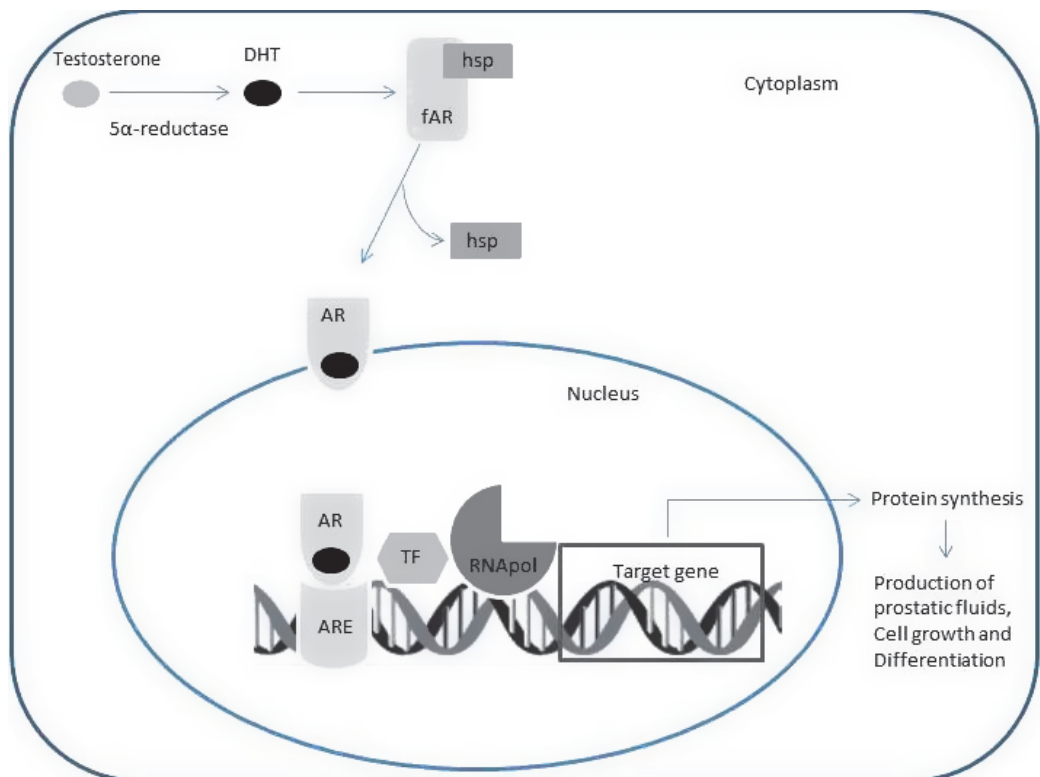 Testosterone
DHT
hsp
Cytoplasm
5α-reductase
fAR
hsp
AR
Nucleus
AR
TF
RNApol
Target gene
ARE
Protein synthesis
Production of
prostatic fluids,
Cell growth and
Differentiation